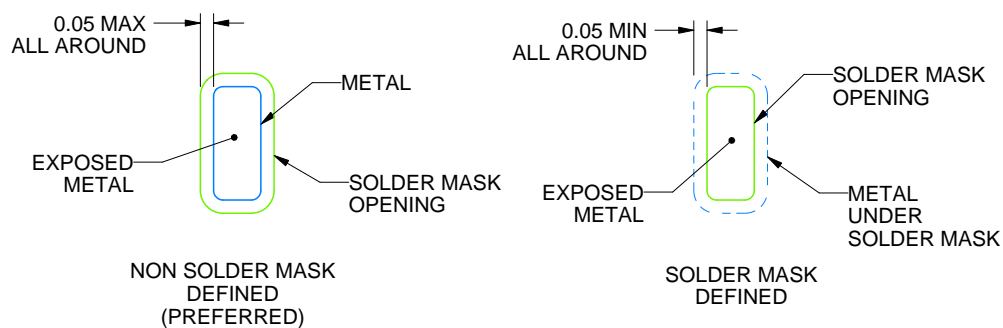 0.05 MAX
ALL AROUND
METAL
EXPOSED
METAL
SOLDER MASK
OPENING
NON SOLDER MASK
DEFINED
(PREFERRED)
0.05 MIN
ALL AROUND
SOLDER MASK
OPENING
EXPOSED
METAL
METAL
UNDER
SOLDER MASK
SOLDER MASK
DEFINED